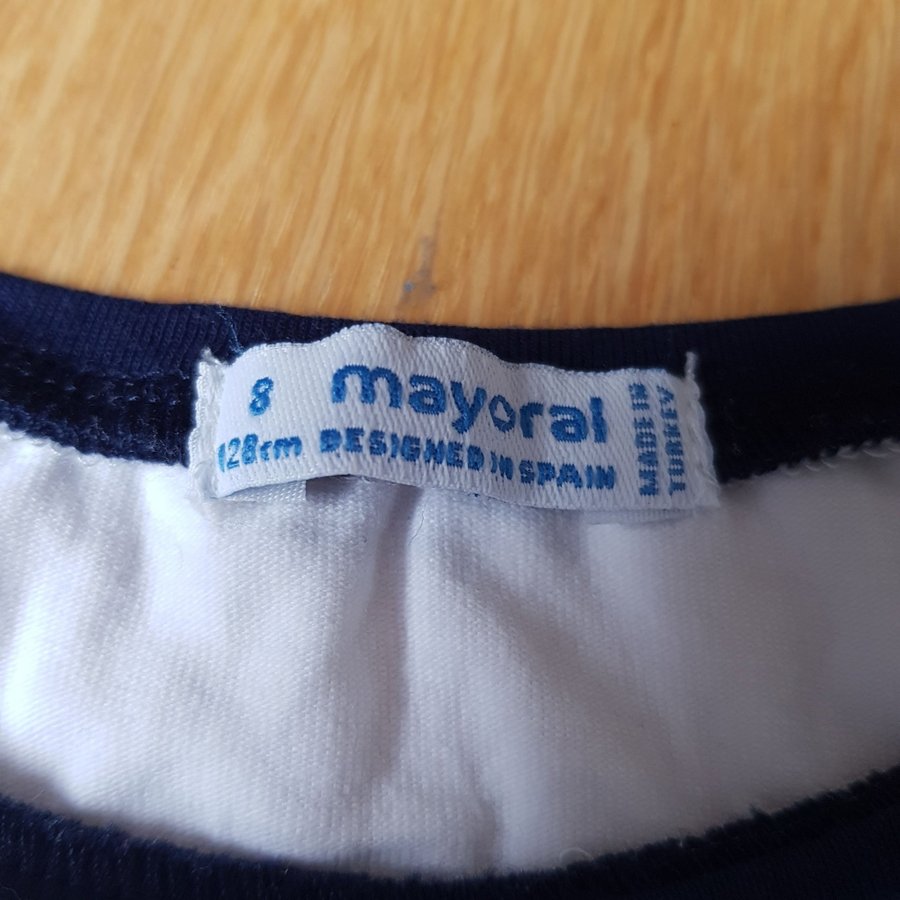 8
128cm
mayoral
DESIGNED IN SPAIN
MADE IN
TURKEY